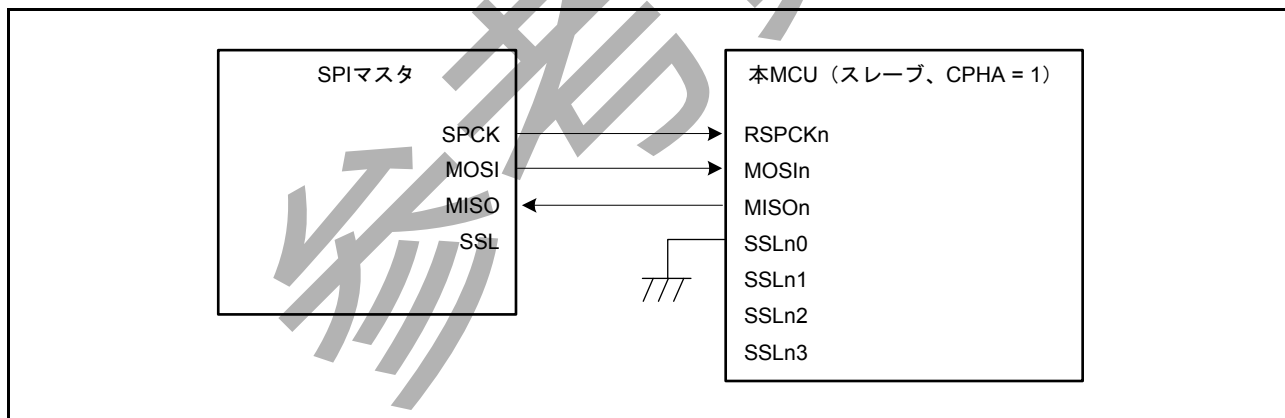 SPIマスタ
SPCK
MOSI
MISO
SSL
本MCU（スレーブ、CPHA = 1）
RSPCKn
MOSIn
MISOn
SSLn0
SSLn1
SSLn2
SSLn3